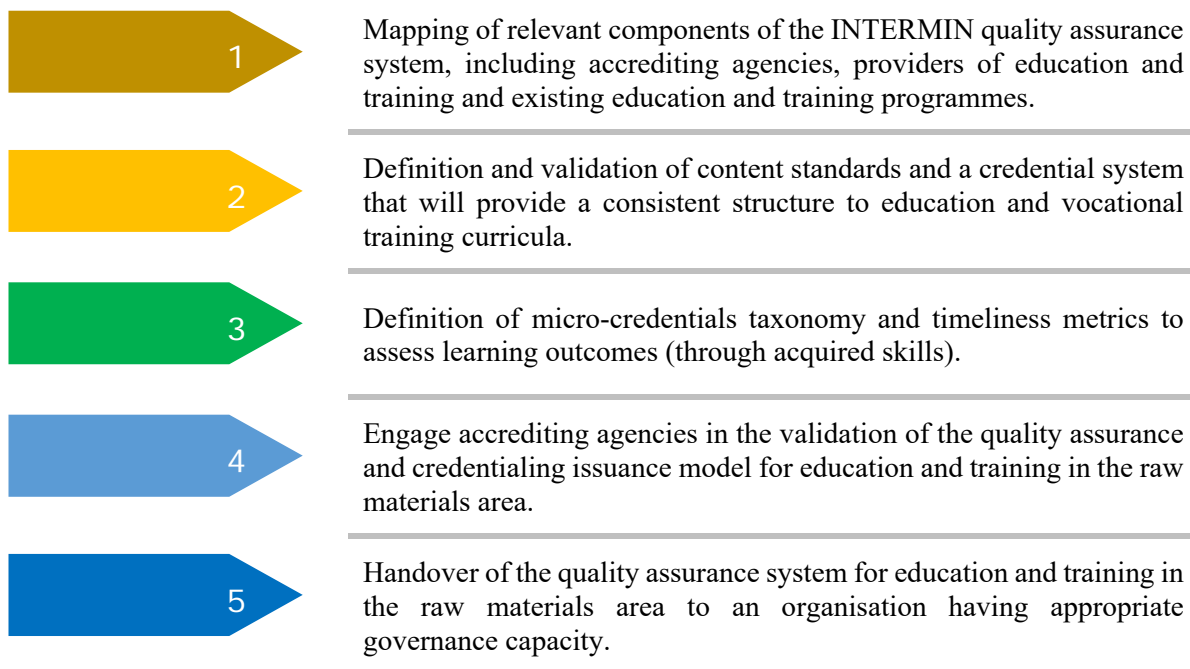 1
Mapping of relevant components of the INTERMIN quality assurance
system, including accrediting agencies, providers of education and
training and existing education and training programmes.
2
Definition and validation of content standards and a credential system
that will provide a consistent structure to education and vocational
training curricula.
3
Definition of micro-credentials taxonomy and timeliness metrics to
assess learning outcomes (through acquired skills).
4
Engage accrediting agencies in the validation of the quality assurance
and credentialing issuance model for education and training in the raw
materials area.
5
Handover of the quality assurance system for education and training in
the raw materials area to an organisation having appropriate
governance capacity.